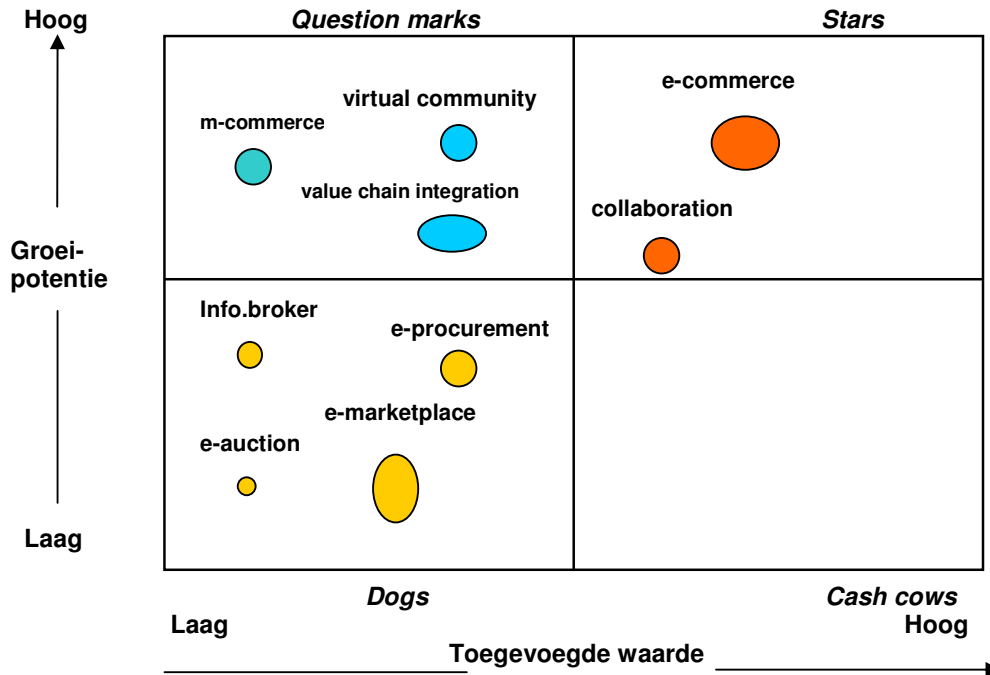 Hoog
Question marks
Stars
e-commerce
virtual community
m-commerce
value chain integration
collaboration
Groei-
potentie
Info.broker
e-procurement
e-marketplace
e-auction
Laag
Dogs
Cash cows
Laag
Hoog
Toegevoegde waarde